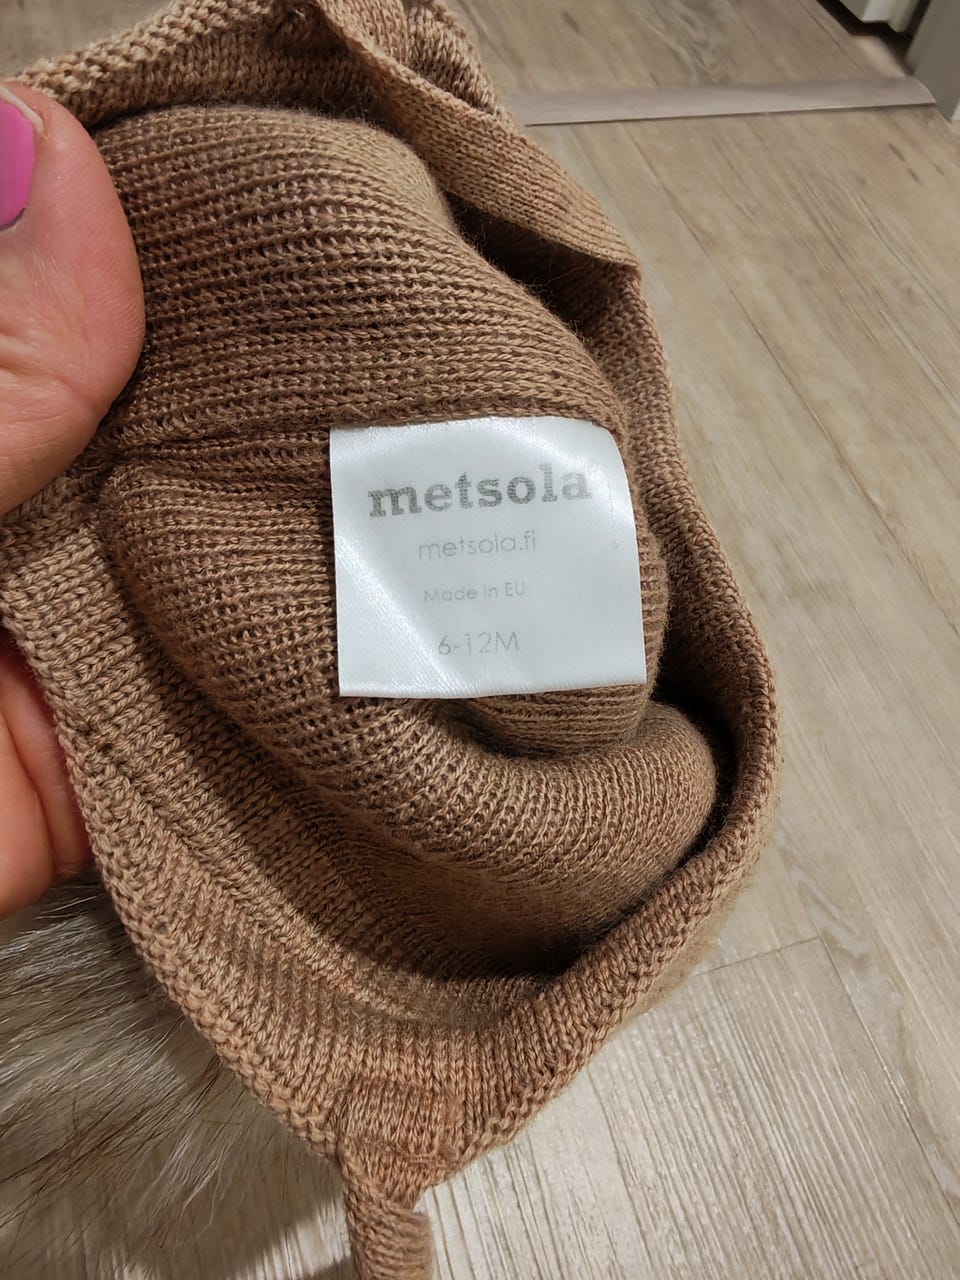 metsola
metsola.fi
Made in EU
6-12M